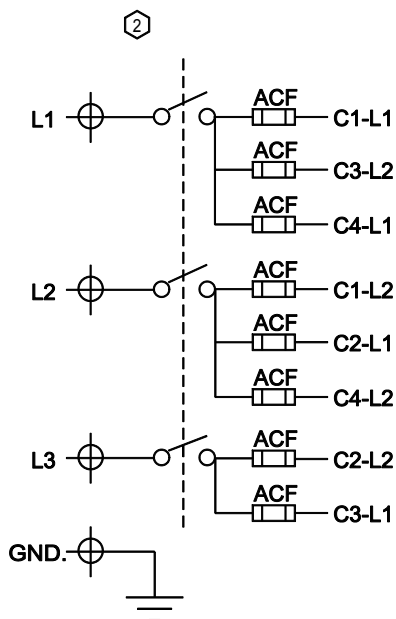 2
ACF
L1 C1-L1
ACF
C3-L2
ACF
C4-L1
ACF
L2 C1-L2
ACF
C2-L1
ACF
C4-L2
ACF
L3 C2-L2
ACF
C3-L1
GND.